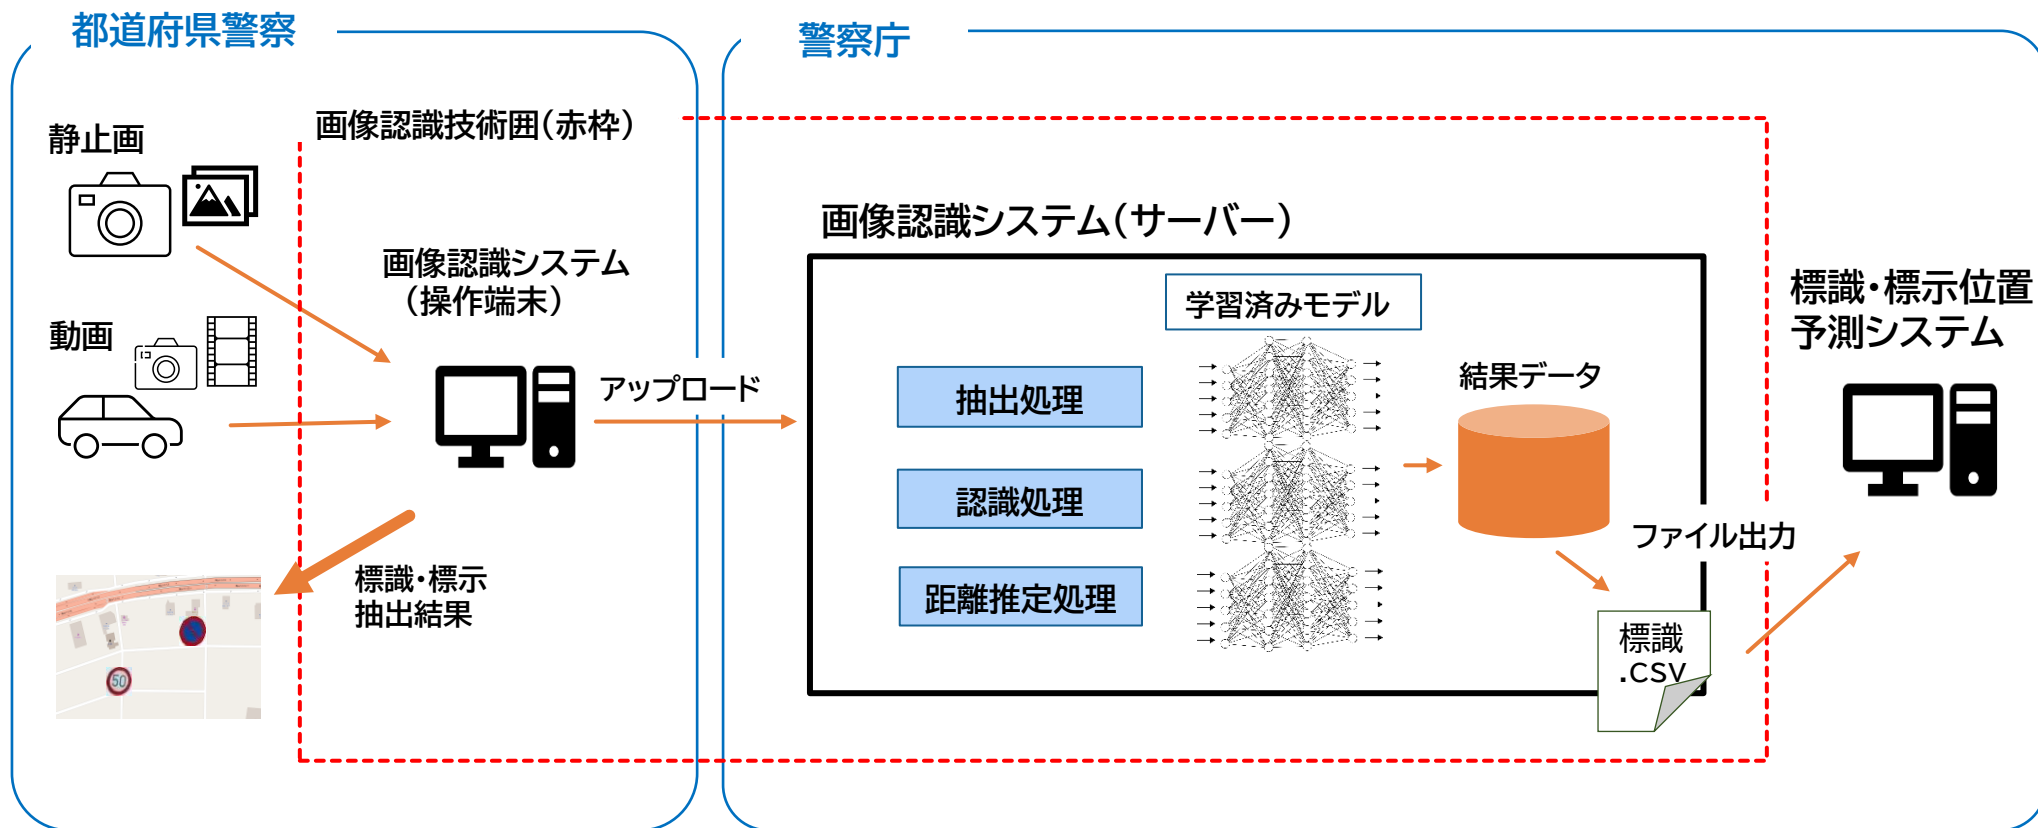 都道府県警察
警察庁
画像認識技術囲(赤枠)
静止画
動画
画像認識システム
(操作端末)
アップロード
標識・標示
抽出結果
50
画像認識システム(サーバー)
学習済みモデル
抽出処理
認識処理
距離推定処理
結果データ
ファイル出力
標識
.csv
標識・標示位置
予測システム